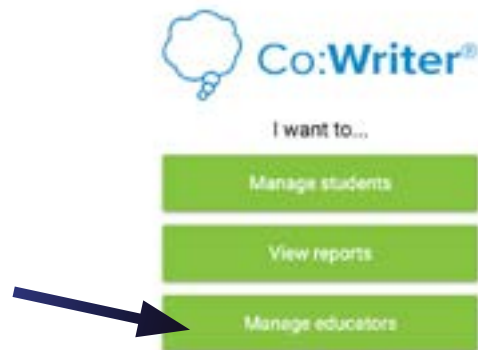 Co:Writer®
I want to...
Manage students
View reports
Manage educators